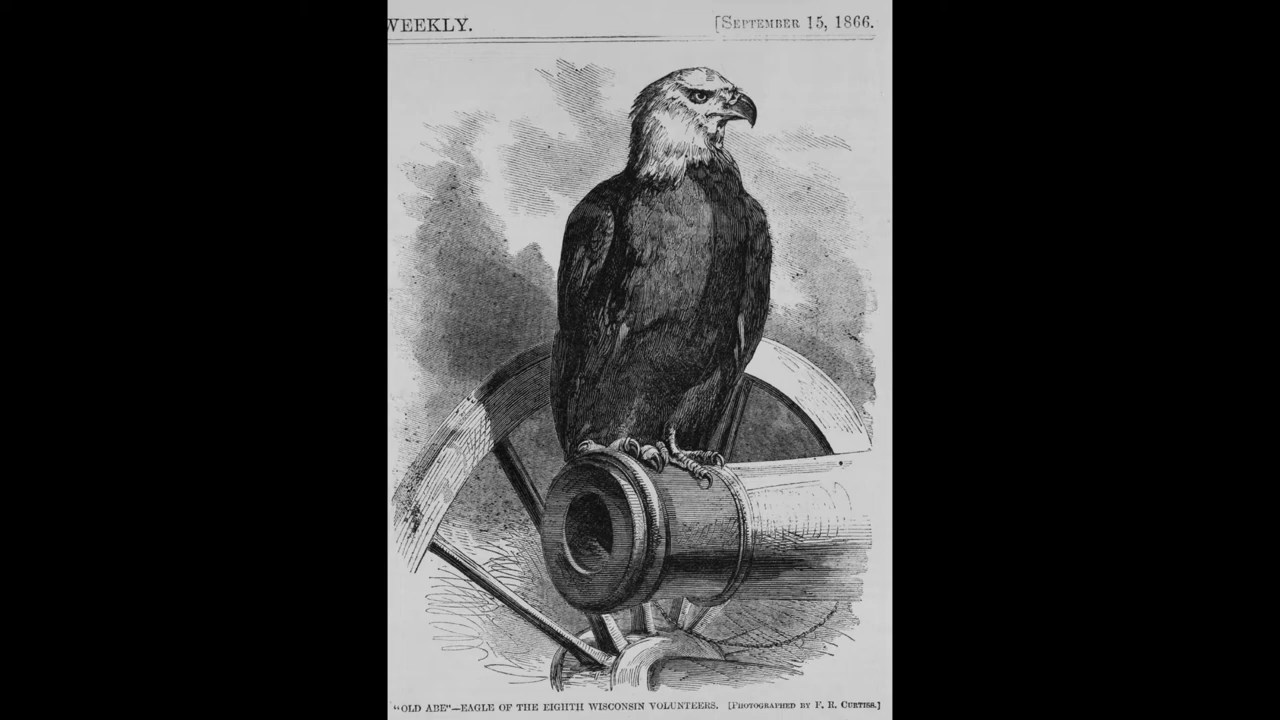 WEEKLY. [SEPTEMBER 15, 1866.
"OLD ABE"—EAGLE OF THE EIGHTH WISCONSIN VOLUNTEERS. [PHOTOGRAPHED BY F. R. CURTISS.]